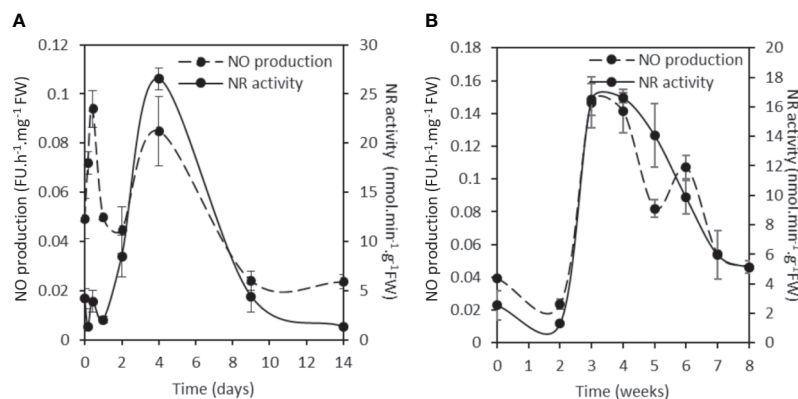 A
NO production (FU.h⁻¹.mg⁻¹ FW)
0.12
0.1
0.08
0.06
0.04
0.02
0
NO production
NR activity
30
25
20
15
10
5
0
NR activity (nmol.min⁻¹.g⁻¹FW)
0 2 4 6 8 10 12 14
Time (days)
B
NO production (FU.h⁻¹.mg⁻¹ FW)
0.18
0.16
0.14
0.12
0.1
0.08
0.06
0.04
0.02
0
NO production
NR activity
20
18
16
14
12
10
8
6
4
2
0
NR activity (nmol.min⁻¹.g⁻¹FW)
0 1 2 3 4 5 6 7 8
Time (weeks)